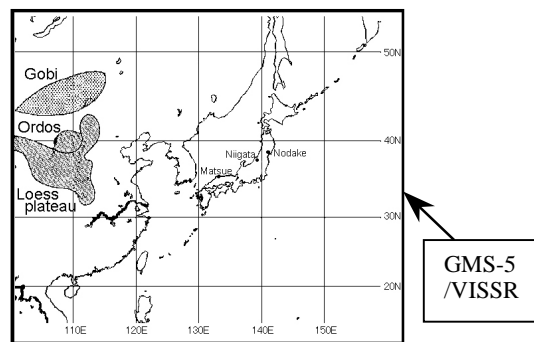 50N
Gobi
Ordos
40N
Niigata
Nodake
Matsue
Loess
plateau
30N
GMS-5
/VISSR
20N
110E 120E 130E 140E 150E